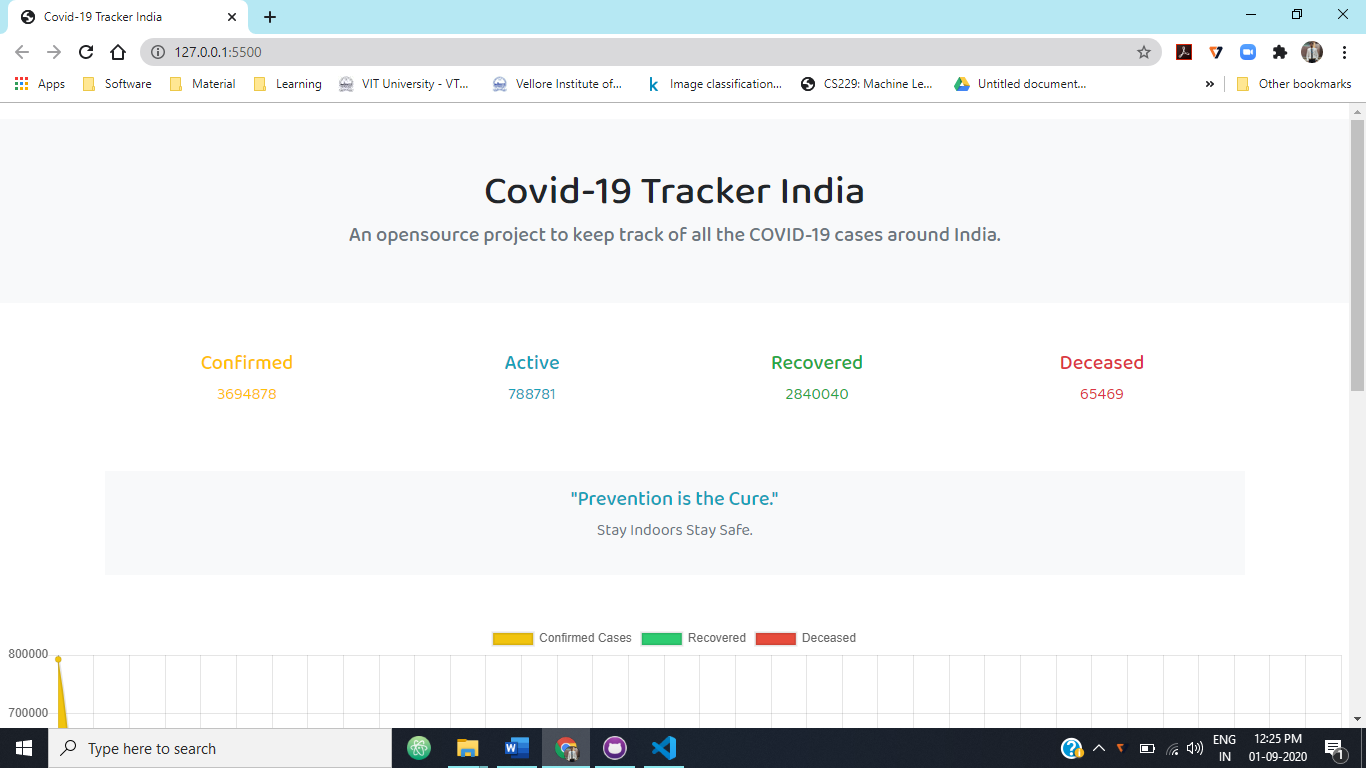 Covid-19 Tracker India
127.0.0.1:5500
Apps Software Material Learning VIT University - VT... Vellore Institute of... Image classification... CS229: Machine Le... Untitled document... » Other bookmarks
Covid-19 Tracker India
An opensource project to keep track of all the COVID-19 cases around India.
Confirmed Active Recovered Deceased
3694878 788781 2840040 65469
"Prevention is the Cure."
Stay Indoors Stay Safe.
Confirmed Cases Recovered Deceased
800000
700000
Type here to search
ENG 12:25 PM
IN 01-09-2020 1